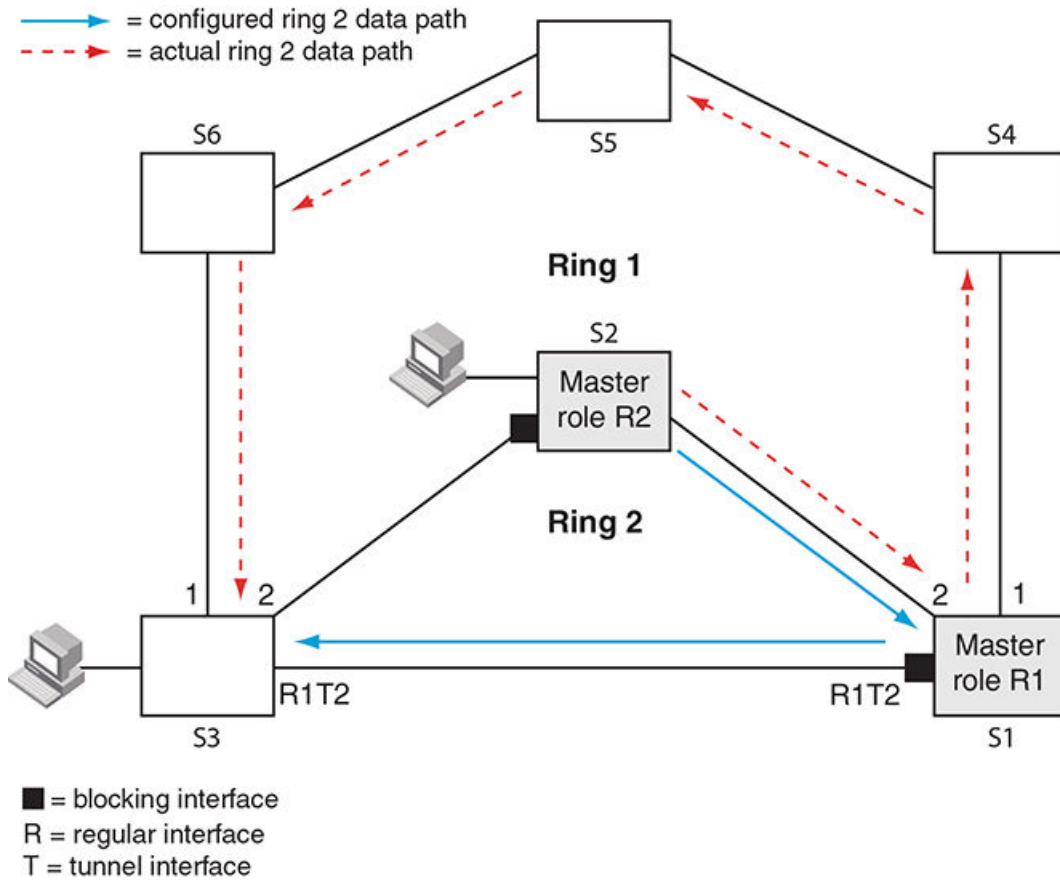 = configured ring 2 data path
= actual ring 2 data path
S6
S5
S4
Ring 1
S2
Master
role R2
Ring 2
1
2
2
1
R1T2
R1T2
Master
role R1
S3
S1
= blocking interface
R = regular interface
T = tunnel interface